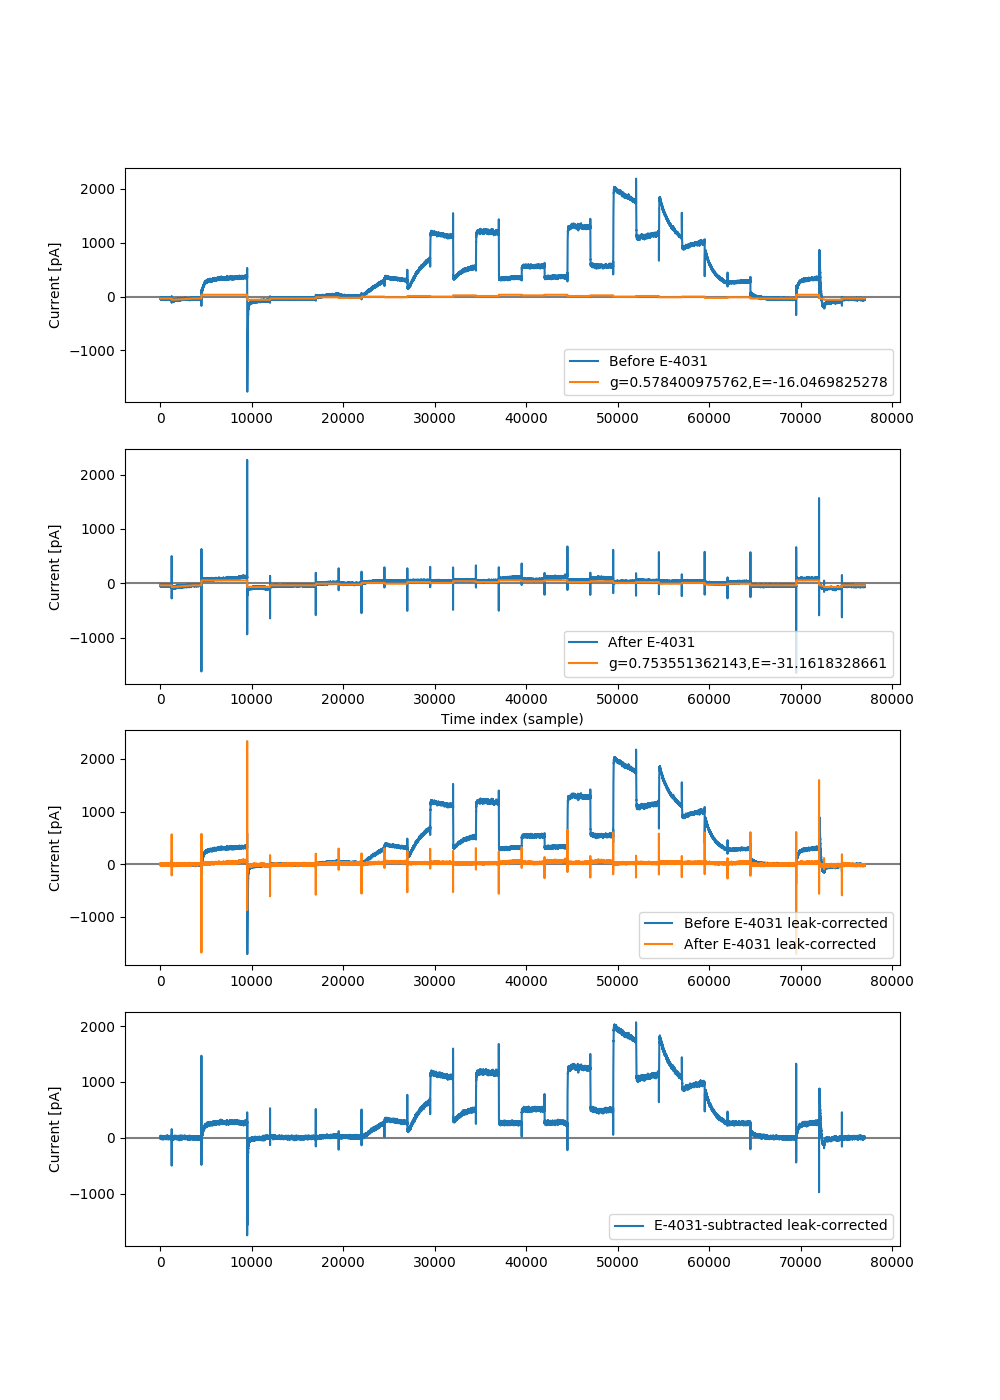 2000
1000
0
−1000
Current [pA]
Before E-4031
g=0.578400975762,E=-16.0469825278
0 10000 20000 30000 40000 50000 60000 70000 80000
2000
1000
0
−1000
Current [pA]
After E-4031
g=0.753551362143,E=-31.1618328661
0 10000 20000 30000 40000 50000 60000 70000 80000
Time index (sample)
2000
1000
0
−1000
Current [pA]
Before E-4031 leak-corrected
After E-4031 leak-corrected
0 10000 20000 30000 40000 50000 60000 70000 80000
2000
1000
0
−1000
Current [pA]
E-4031-subtracted leak-corrected
0 10000 20000 30000 40000 50000 60000 70000 80000